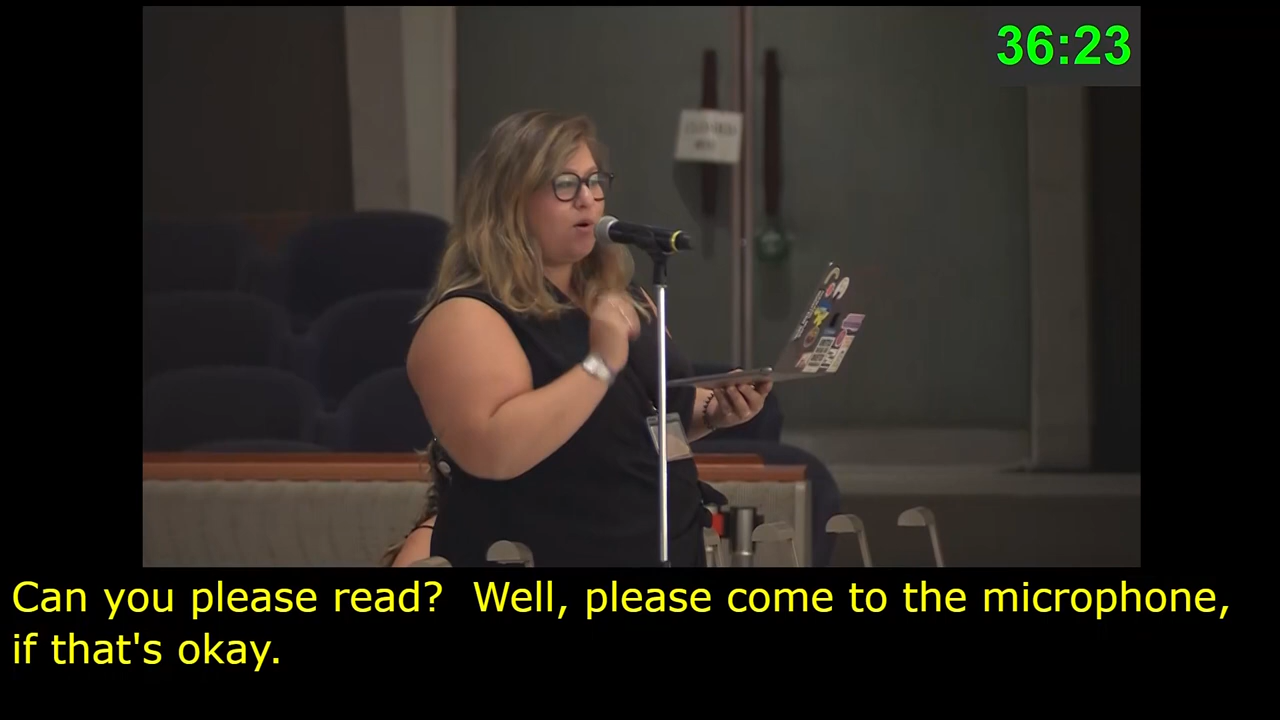 36:23
Can you please read?  Well, please come to the microphone,
if that's okay.